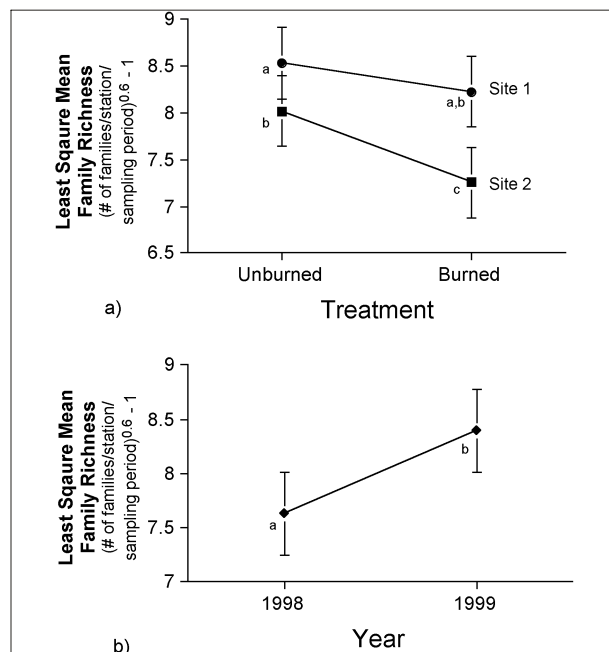 9
8.5
8
7.5
7
6.5
Least Sqaure Mean
Family Richness
(# of families/station/
sampling period)0.6 - 1
a
b
a,b
c
Site 1
Site 2
Unburned
Burned
a)
Treatment
9
8.5
8
7.5
7
Least Sqaure Mean
Family Richness
(# of families/station/
sampling period)0.6 - 1
a
b
1998
1999
b)
Year